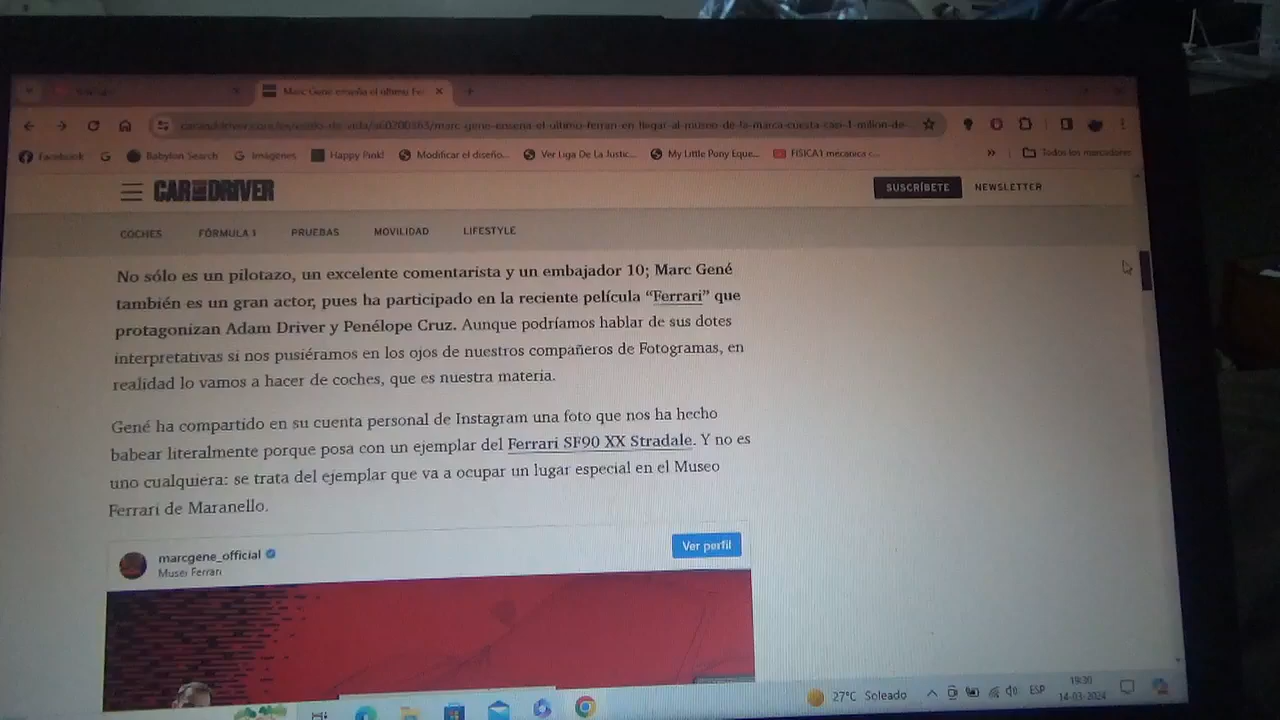 Marc Gené enseña el último Fer
Facebook
Babylon Search
Imágenes
Happy Pink!
Modificar el diseño...
Ver Liga De La Justic...
My Little Pony Eque...
FISICA1 mecanica c...
»
Todos los marcadores
CAR AND DRIVER
SUSCRÍBETE
NEWSLETTER
COCHES FÓRMULA 1 PRUEBAS MOVILIDAD LIFESTYLE
No sólo es un pilotazo, un excelente comentarista y un embajador 10; Marc Gené
también es un gran actor, pues ha participado en la reciente película “Ferrari” que
protagonizan Adam Driver y Penélope Cruz. Aunque podríamos hablar de sus dotes
interpretativas si nos pusiéramos en los ojos de nuestros compañeros de Fotogramas, en
realidad lo vamos a hacer de coches, que es nuestra materia.
Gené ha compartido en su cuenta personal de Instagram una foto que nos ha hecho
babear literalmente porque posa con un ejemplar del Ferrari SF90 XX Stradale. Y no es
uno cualquiera: se trata del ejemplar que va a ocupar un lugar especial en el Museo
Ferrari de Maranello.
marcgene_official
Musei Ferrari
Ver perfil
27°C Soleado
ESP
19:30
14-03-2024